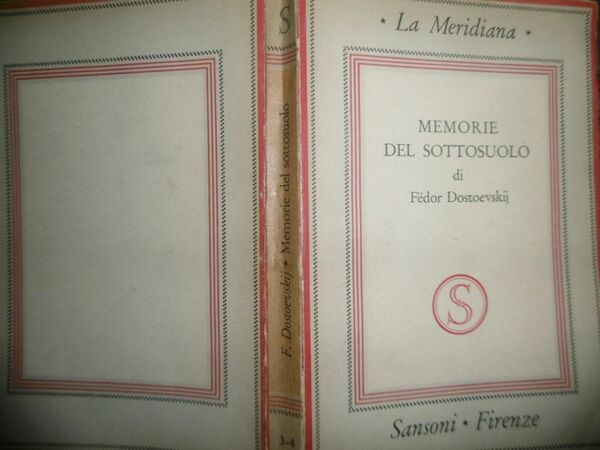 S
F. Dostoevskij * Memorie del sottosuolo
3-4
* La Meridiana *
MEMORIE
DEL SOTTOSUOLO
di
Fëdor Dostoevskij
S
Sansoni * Firenze